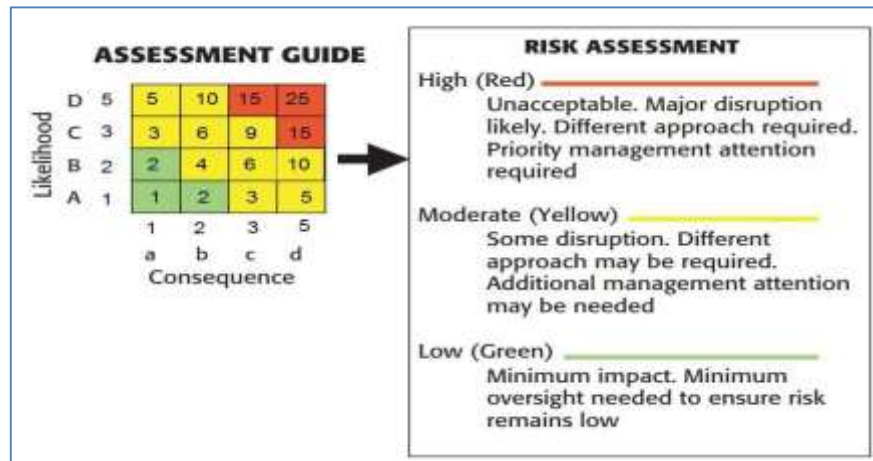 ASSESSMENT GUIDE
Likelihood
D 5 5 10 15 25
C 3 3 6 9 15
B 2 2 4 6 10
A 1 1 2 3 5
1 2 3 5
a b c d
Consequence
RISK ASSESSMENT
High (Red)
Unacceptable. Major disruption
likely. Different approach required.
Priority management attention
required
Moderate (Yellow)
Some disruption. Different
approach may be required.
Additional management attention
may be needed
Low (Green)
Minimum impact. Minimum
oversight needed to ensure risk
remains low